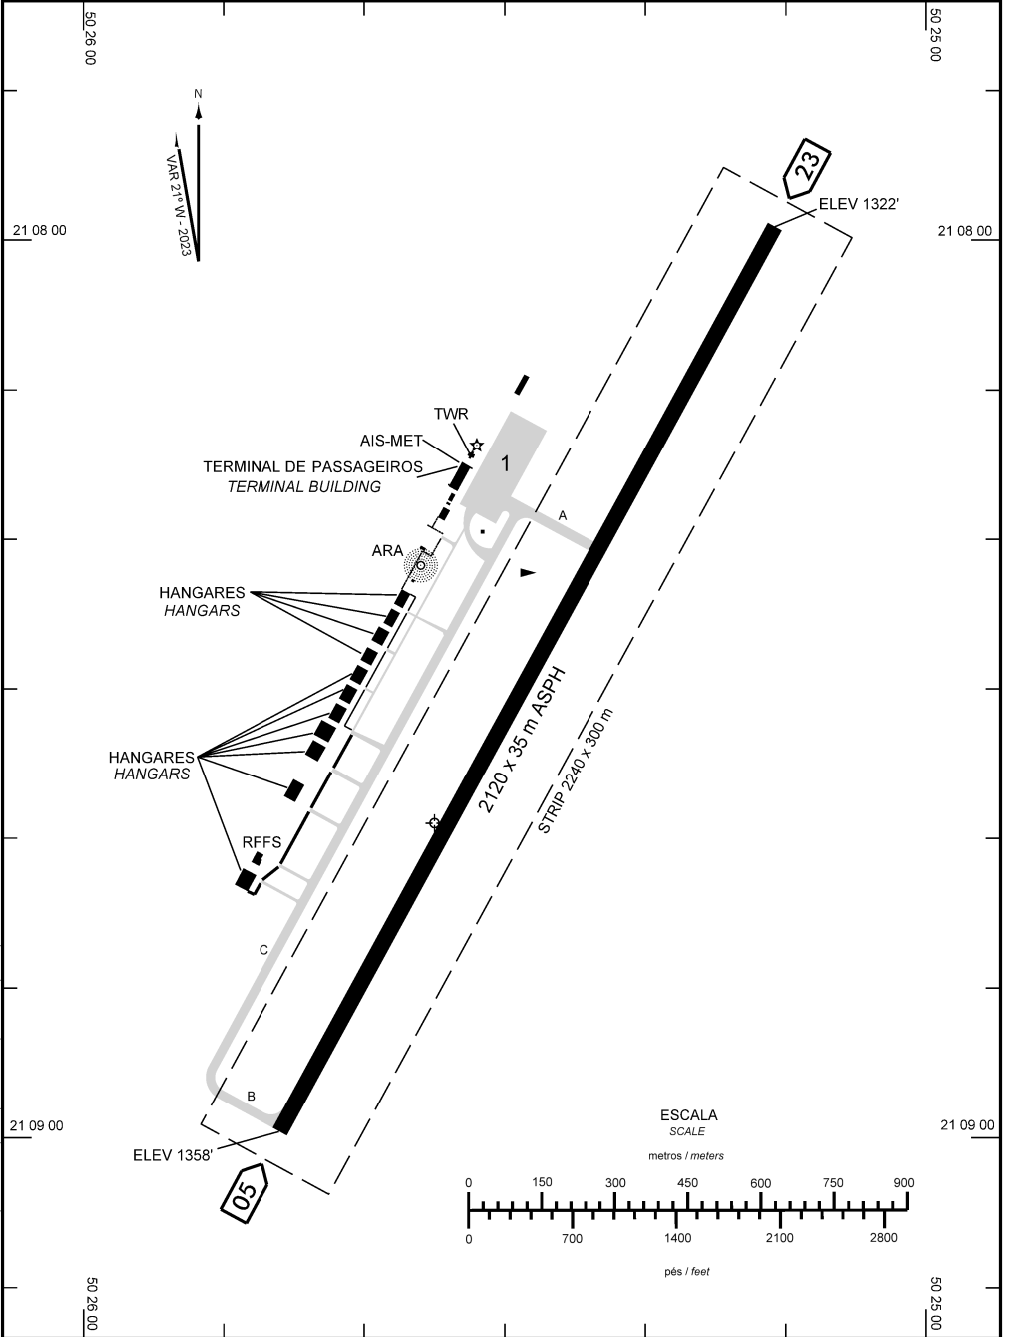 50 26 00
50 25 00
N
VAR 21° W - 2023
23
ELEV 1322'
21 08 00
21 08 00
TWR
AIS-MET
TERMINAL DE PASSAGEIROS
TERMINAL BUILDING
1
A
ARA
HANGARES
HANGARS
2120 x 35 m ASPH
STRIP 2240 x 300 m
HANGARES
HANGARS
RFFS
C
B
21 09 00
21 09 00
ELEV 1358'
05
ESCALA
SCALE
metros / meters
0 150 300 450 600 750 900
0 700 1400 2100 2800
pés / feet
50 26 00
50 25 00